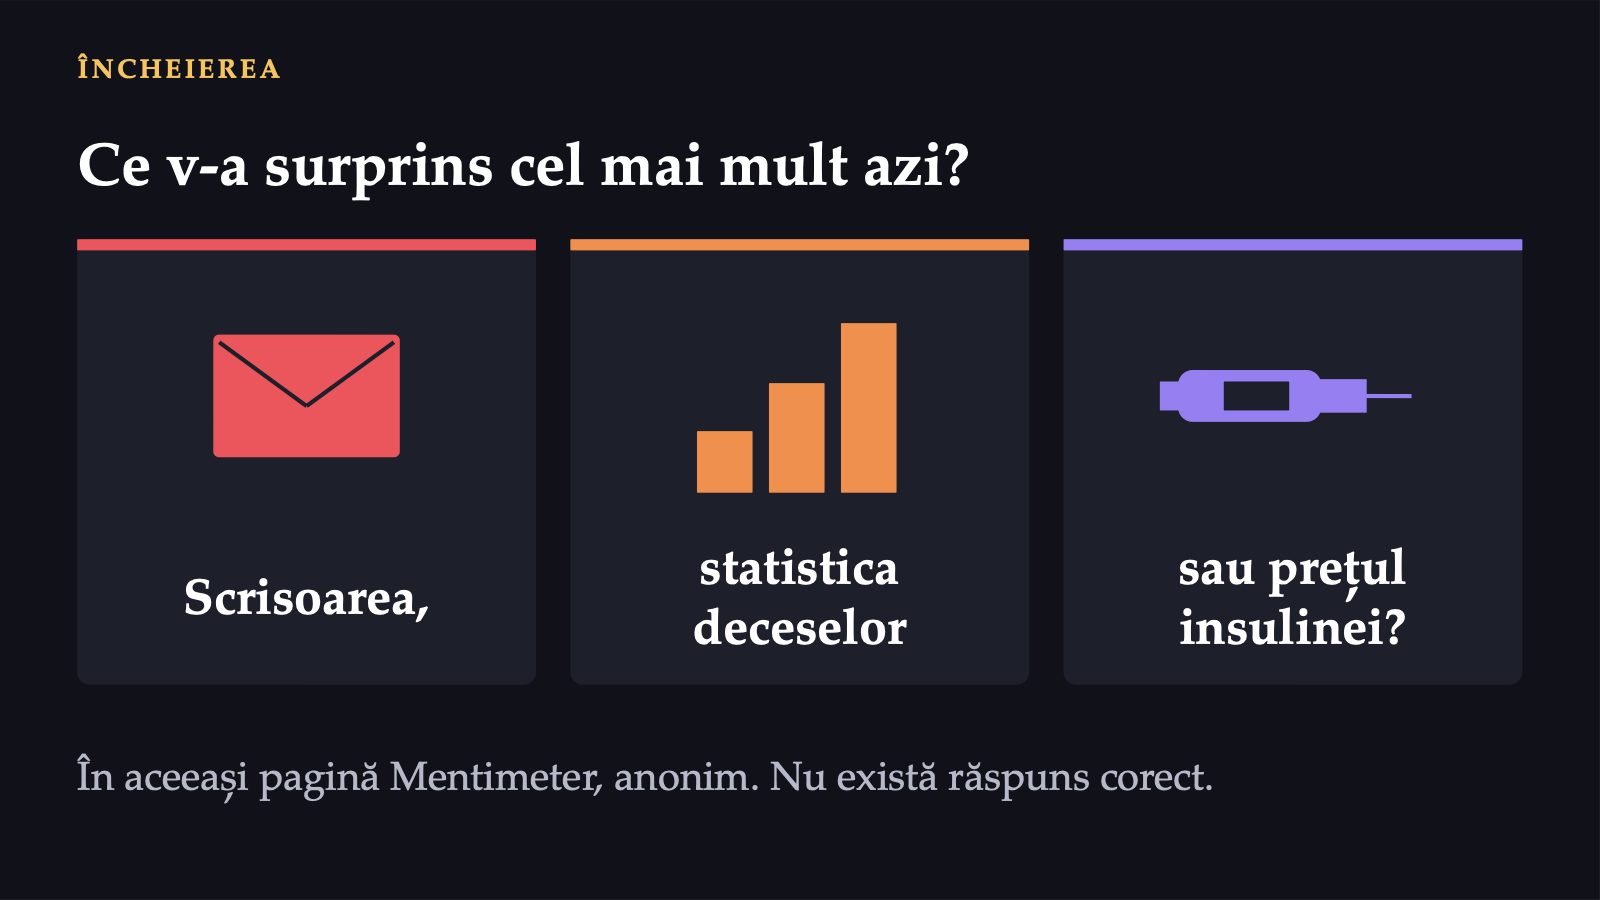 ÎNCHEIEREA
Ce v-a surprins cel mai mult azi?
Scrisoarea,
statistica
deceselor
sau prețul
insulinei?
În aceeași pagină Mentimeter, anonim. Nu există răspuns corect.